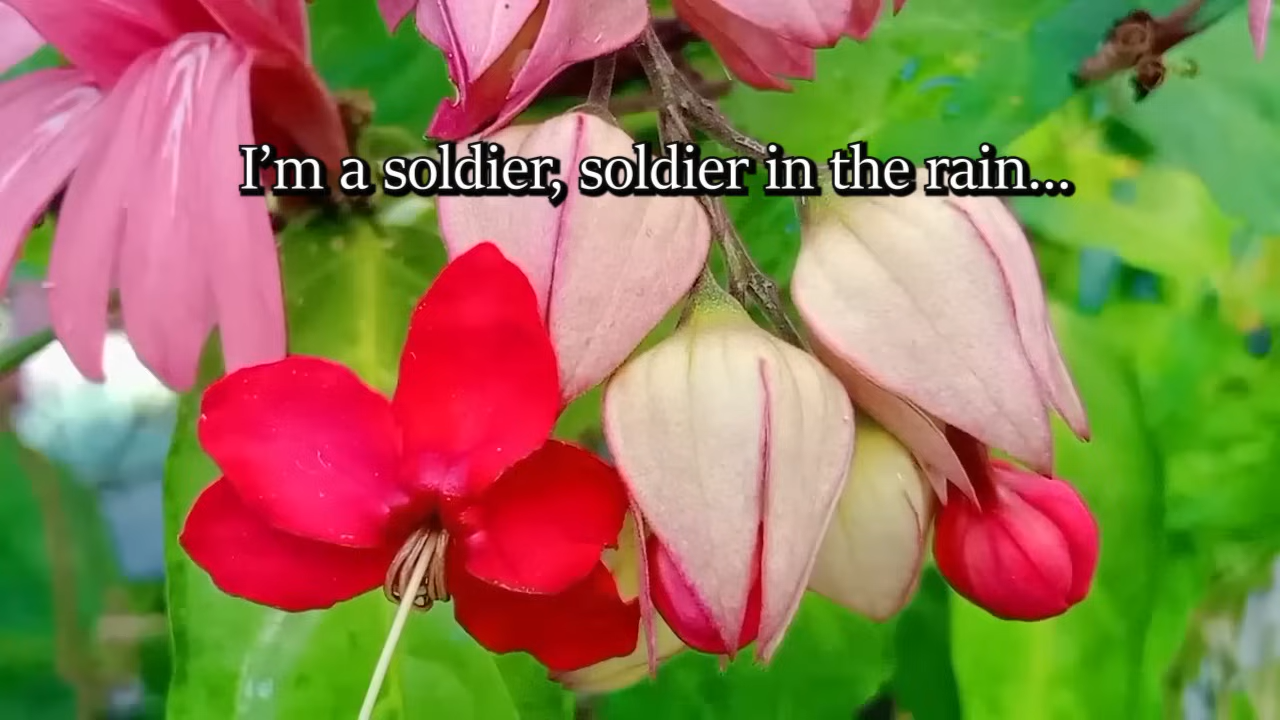 I’m a soldier, soldier in the rain...